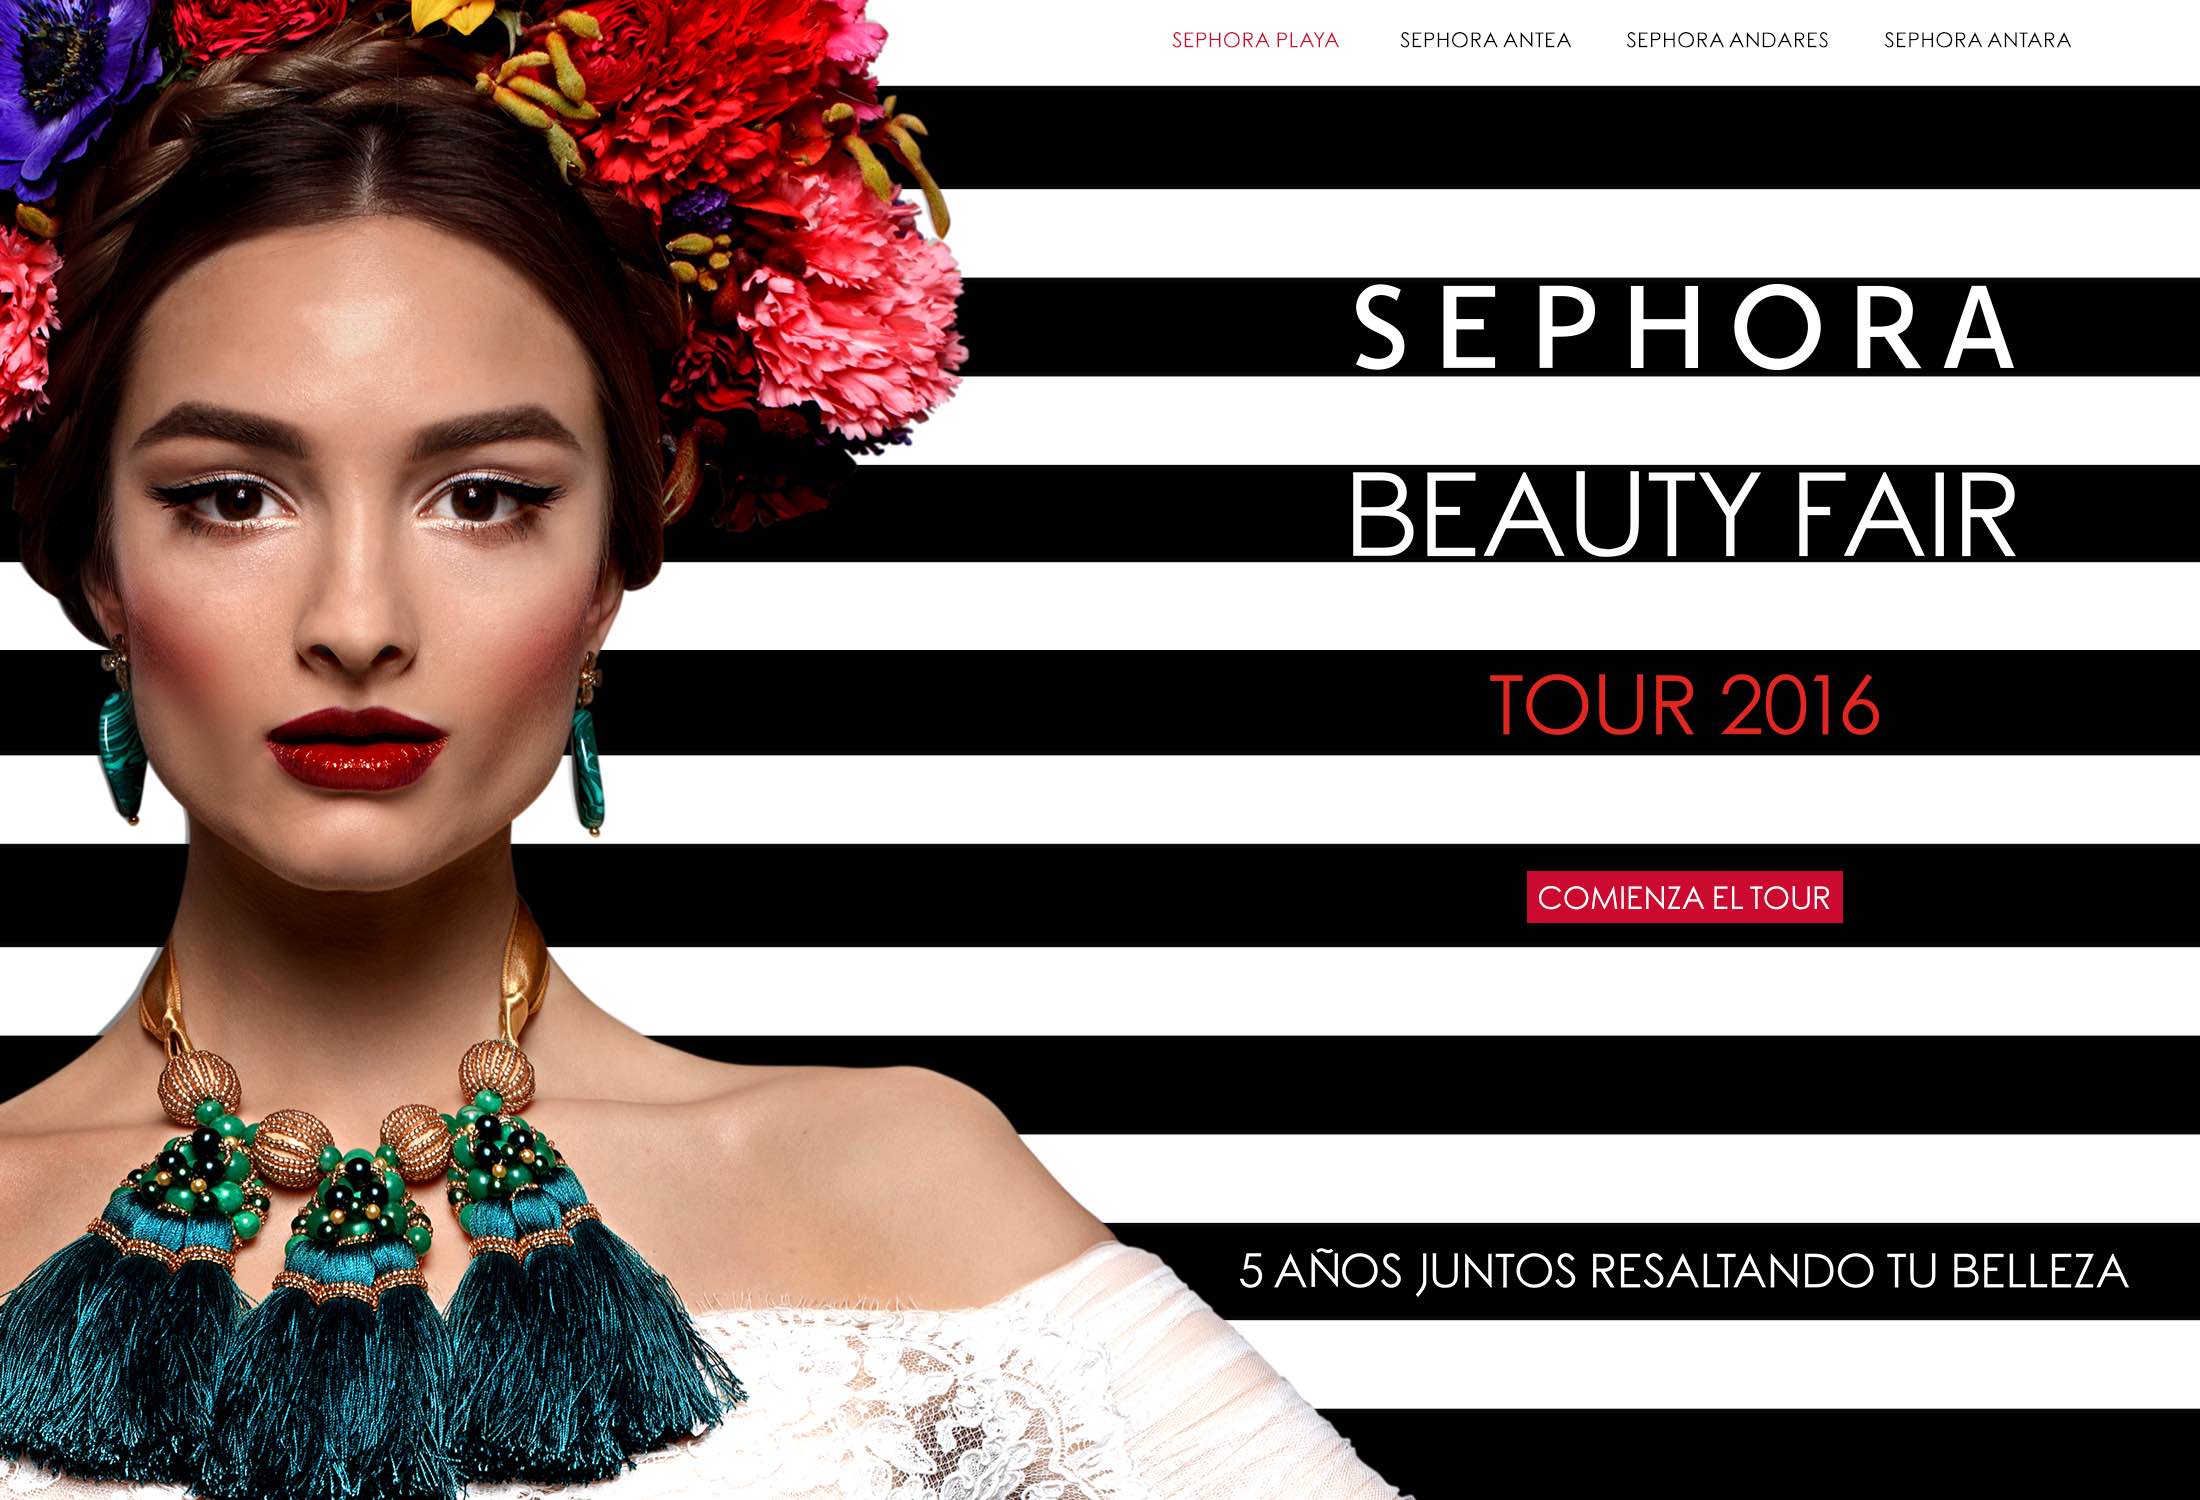 SEPHORA PLAYA SEPHORA ANTEA SEPHORA ANDARES SEPHORA ANTARA
SEPHORA
BEAUTY FAIR
TOUR 2016
COMIENZA EL TOUR
5 AÑOS JUNTOS RESALTANDO TU BELLEZA